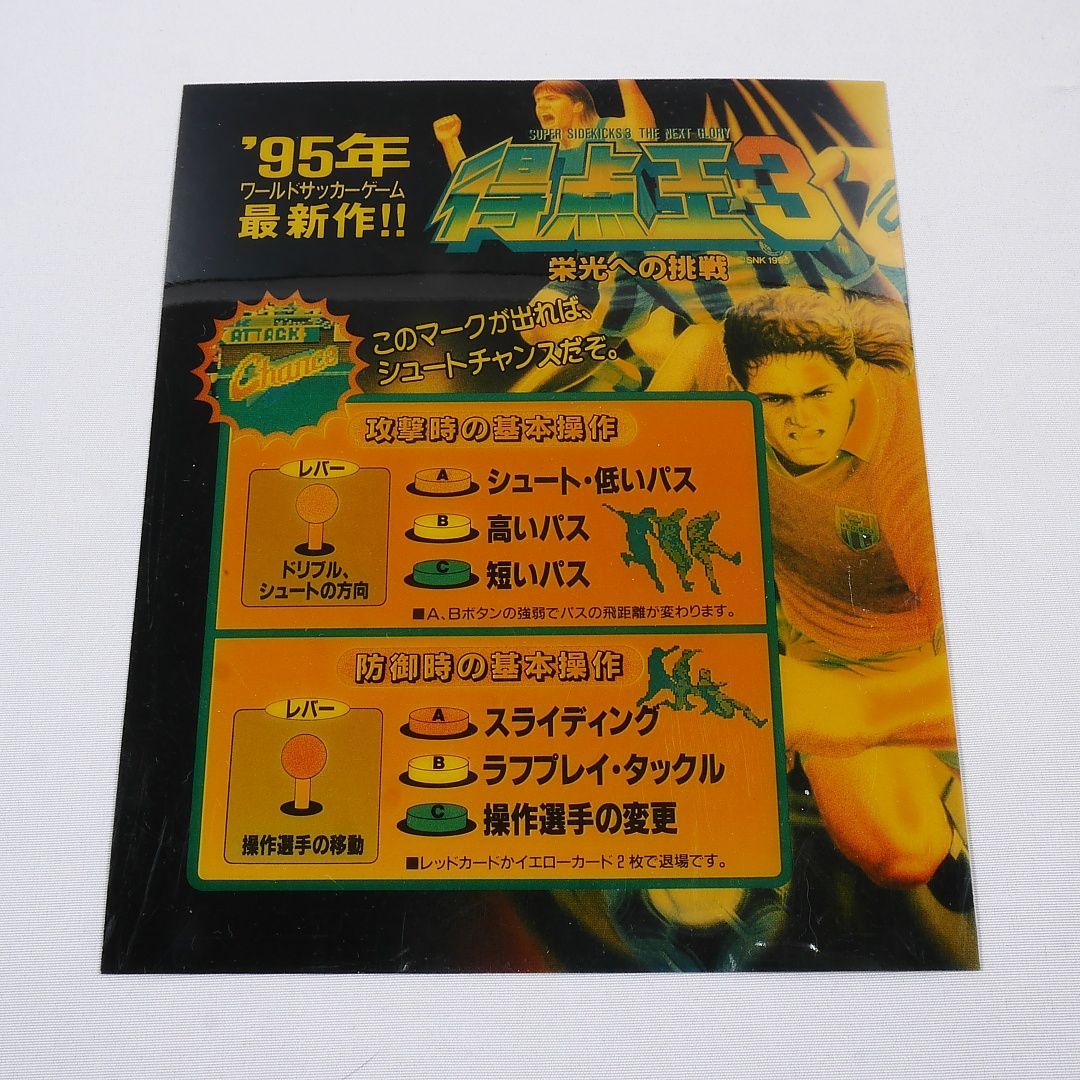 '95年
ワールドサッカーゲーム
最新作!!
SUPER SIDEKICKS 3 THE NEXT GLORY
得点王3
TM
©SNK 1995
栄光への挑戦
ATTACK
Chance
このマークが出れば、
シュートチャンスだぞ。
攻撃時の基本操作
レバー
ドリブル、
シュートの方向
A シュート・低いパス
B 高いパス
C 短いパス
■A、Bボタンの強弱でパスの飛距離が変わります。
防御時の基本操作
レバー
操作選手の移動
A スライディング
B ラフプレイ・タックル
C 操作選手の変更
■レッドカードかイエローカード2枚で退場です。